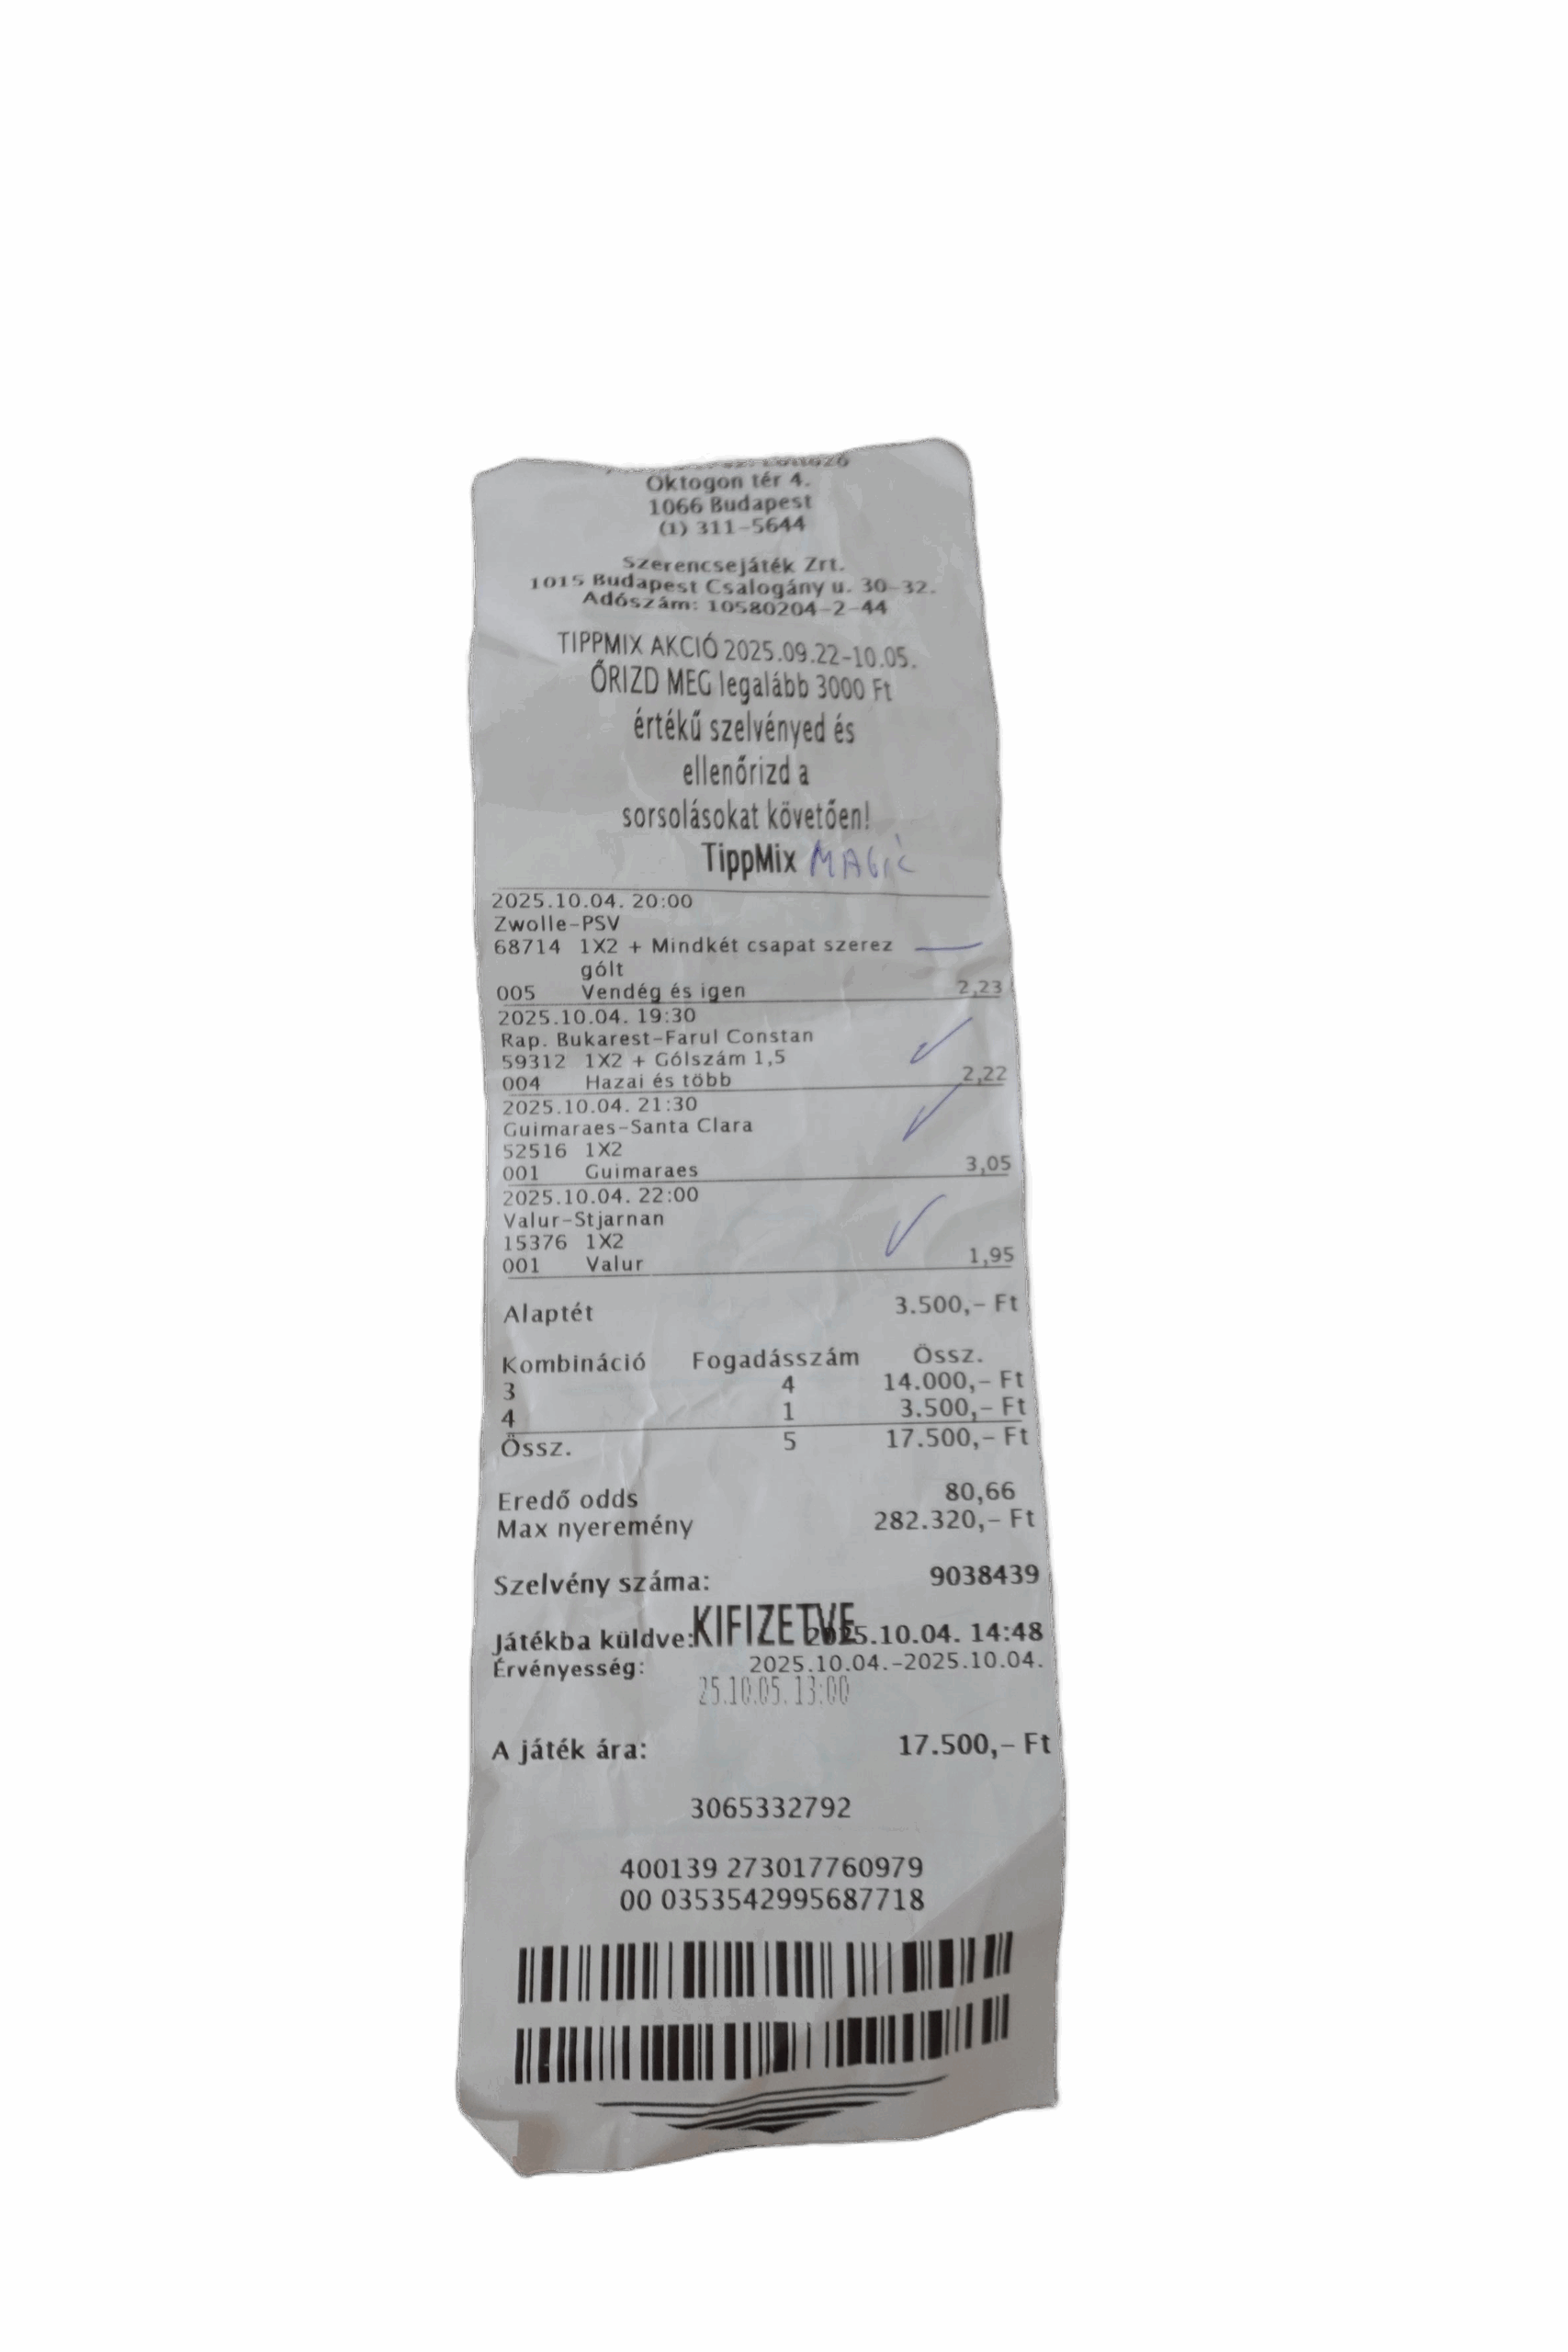 Oktogon tér 4.
1066 Budapest
(1) 311-5644
Szerencsejáték Zrt.
1015 Budapest Csalogány u. 30-32.
Adószám: 10580204-2-44
TIPPMIX AKCIÓ 2025.09.22-10.05.
ŐRIZD MEG legalább 3000 Ft
értékű szelvényed és
ellenőrizd a
sorsolásokat követően!
TippMix MAGIC
2025.10.04. 20:00
Zwolle-PSV
68714 1X2 + Mindkét csapat szerez
gólt
005 Vendég és igen 2,23
2025.10.04. 19:30
Rap. Bukarest-Farul Constan
59312 1X2 + Gólszám 1,5
004 Hazai és több 2,22
2025.10.04. 21:30
Guimaraes-Santa Clara
52516 1X2
001 Guimaraes 3,05
2025.10.04. 22:00
Valur-Stjarnan
15376 1X2
001 Valur 1,95
Alaptét 3.500,- Ft
Kombináció Fogadásszám Össz.
3 4 14.000,- Ft
4 1 3.500,- Ft
Össz. 5 17.500,- Ft
Eredő odds 80,66
Max nyeremény 282.320,- Ft
Szelvény száma: 9038439
KIFIZETVE
Játékba küldve: 2025.10.04. 14:48
Érvényesség: 2025.10.04.-2025.10.04.
25.10.05. 13:00
A játék ára: 17.500,- Ft
3065332792
400139 273017760979
00 0353542995687718